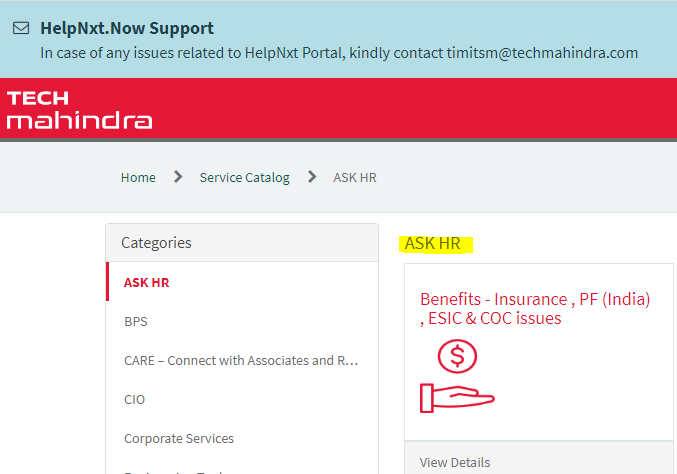 HelpNxt.Now Support
In case of any issues related to HelpNxt Portal, kindly contact timitsm@techmahindra.com
TECH
mahindra
Home > Service Catalog > ASK HR
Categories
ASK HR
BPS
CARE – Connect with Associates and R...
CIO
Corporate Services
ASK HR
Benefits - Insurance , PF (India)
, ESIC & COC issues
$
View Details